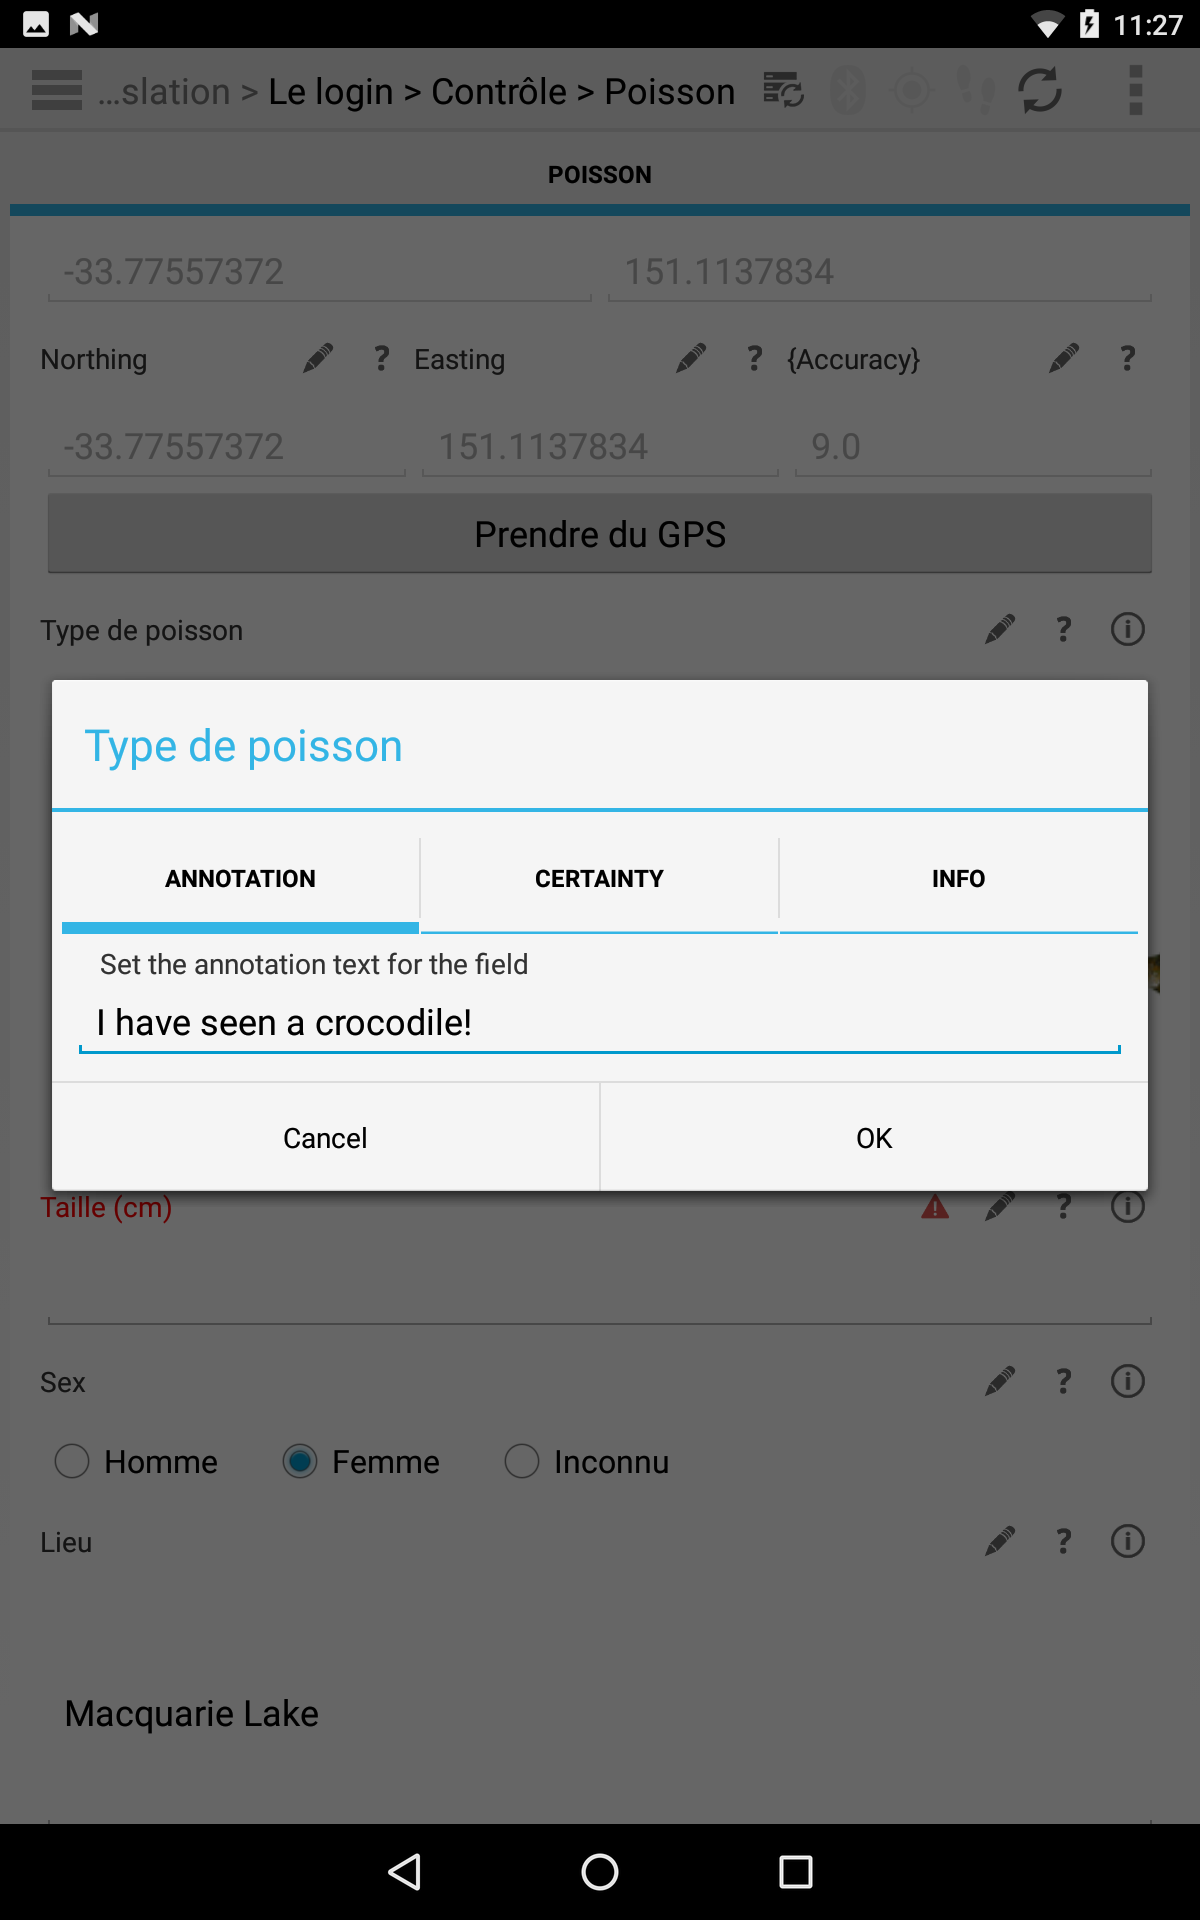 11:27
...slation > Le login > Contrôle > Poisson
POISSON
-33.77557372 151.1137834
Northing ? Easting ? {Accuracy} ?
-33.77557372 151.1137834 9.0
Prendre du GPS
Type de poisson ?
Type de poisson
ANNOTATION CERTAINTY INFO
Set the annotation text for the field
I have seen a crocodile!
Cancel OK
Taille (cm) ?
Sex ?
Homme Femme Inconnu
Lieu ?
Macquarie Lake